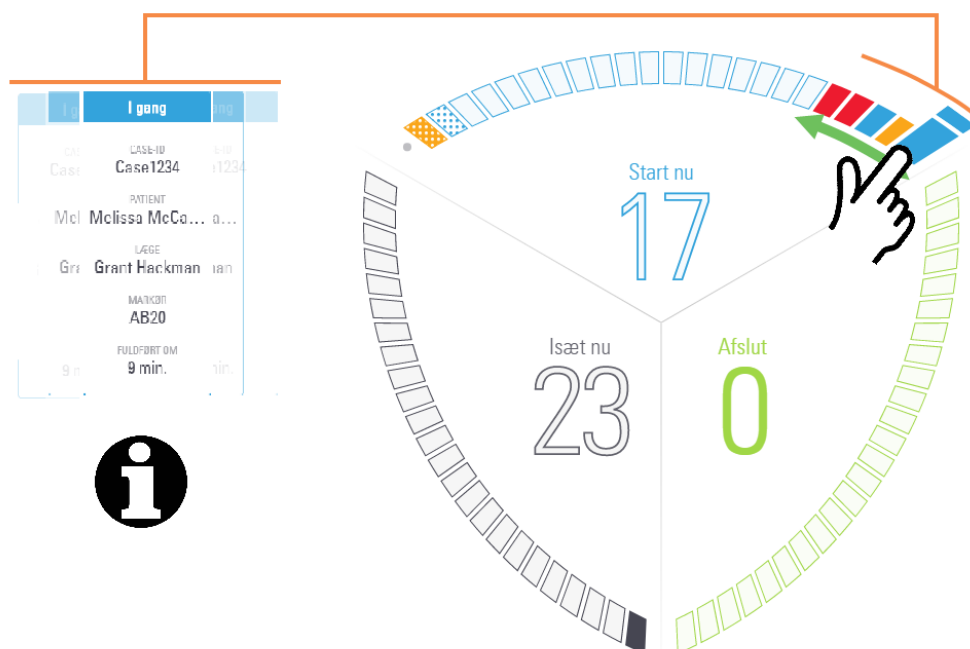 I gang
CASE-ID
Case1234
PATIENT
Melissa McCa...
LÆGE
Grant Hackman
MARKØR
AB20
FULDFØRT OM
9 min.
Start nu
17
Isæt nu
23
Afslut
0